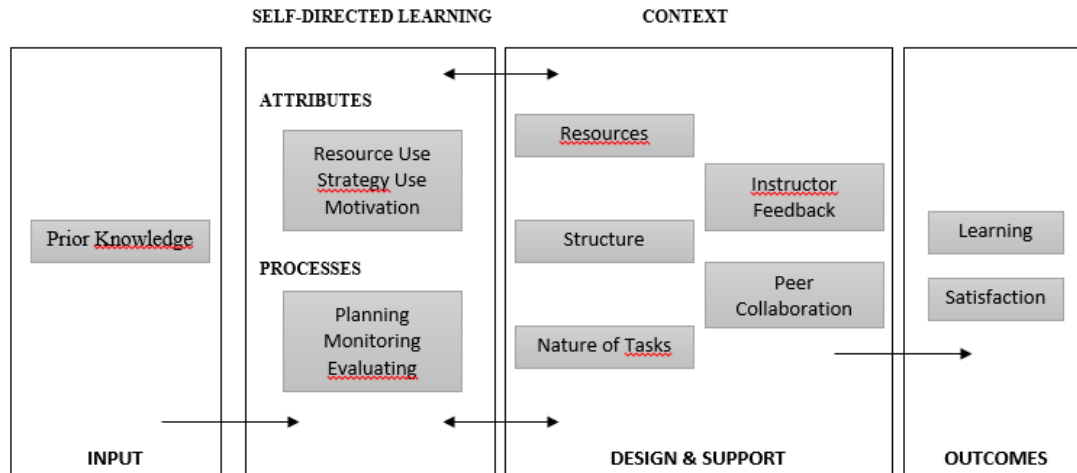 SELF-DIRECTED LEARNING
CONTEXT
Prior Knowledge
INPUT
ATTRIBUTES
Resource Use
Strategy Use
Motivation
PROCESSES
Planning
Monitoring
Evaluating
Resources
Instructor
Feedback
Structure
Peer
Collaboration
Nature of Tasks
DESIGN & SUPPORT
Learning
Satisfaction
OUTCOMES